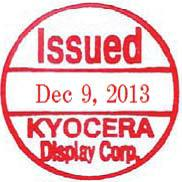 Issued
Dec 9, 2013
KYOCERA
Display Corp.